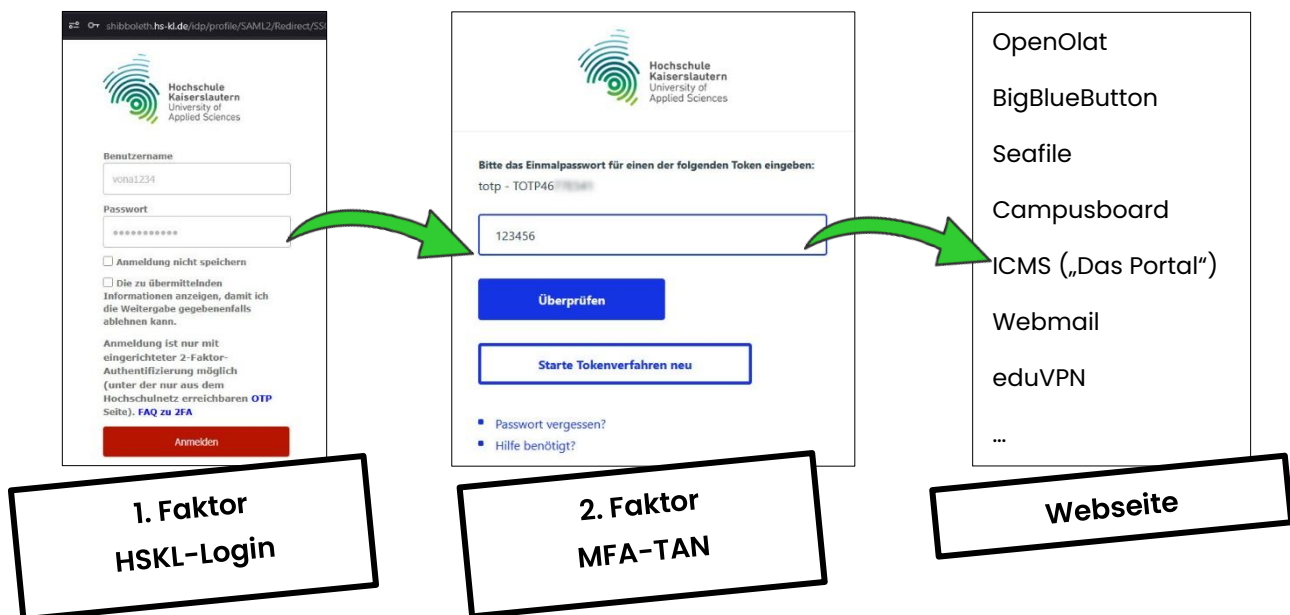 shibboleth.hs-kl.de/idp/profile/SAML2/Redirect/SS
Hochschule
Kaiserslautern
University of
Applied Sciences
Benutzername
vona1234
Passwort
Anmeldung nicht speichern
Die zu übermittelnden
Informationen anzeigen, damit ich
die Weitergabe gegebenenfalls
ablehnen kann.
Anmeldung ist nur mit
eingerichteter 2-Faktor-
Authentifizierung möglich
(unter der nur aus dem
Hochschulnetz erreichbaren OTP
Seite). FAQ zu 2FA
Anmelden
1. Faktor
HSKL-Login
Hochschule
Kaiserslautern
University of
Applied Sciences
Bitte das Einmalpasswort für einen der folgenden Token eingeben:
totp - TOTP46
123456
Überprüfen
Starte Tokenverfahren neu
Passwort vergessen?
Hilfe benötigt?
2. Faktor
MFA-TAN
OpenOlat
BigBlueButton
Seafile
Campusboard
ICMS („Das Portal“)
Webmail
eduVPN
…
Webseite